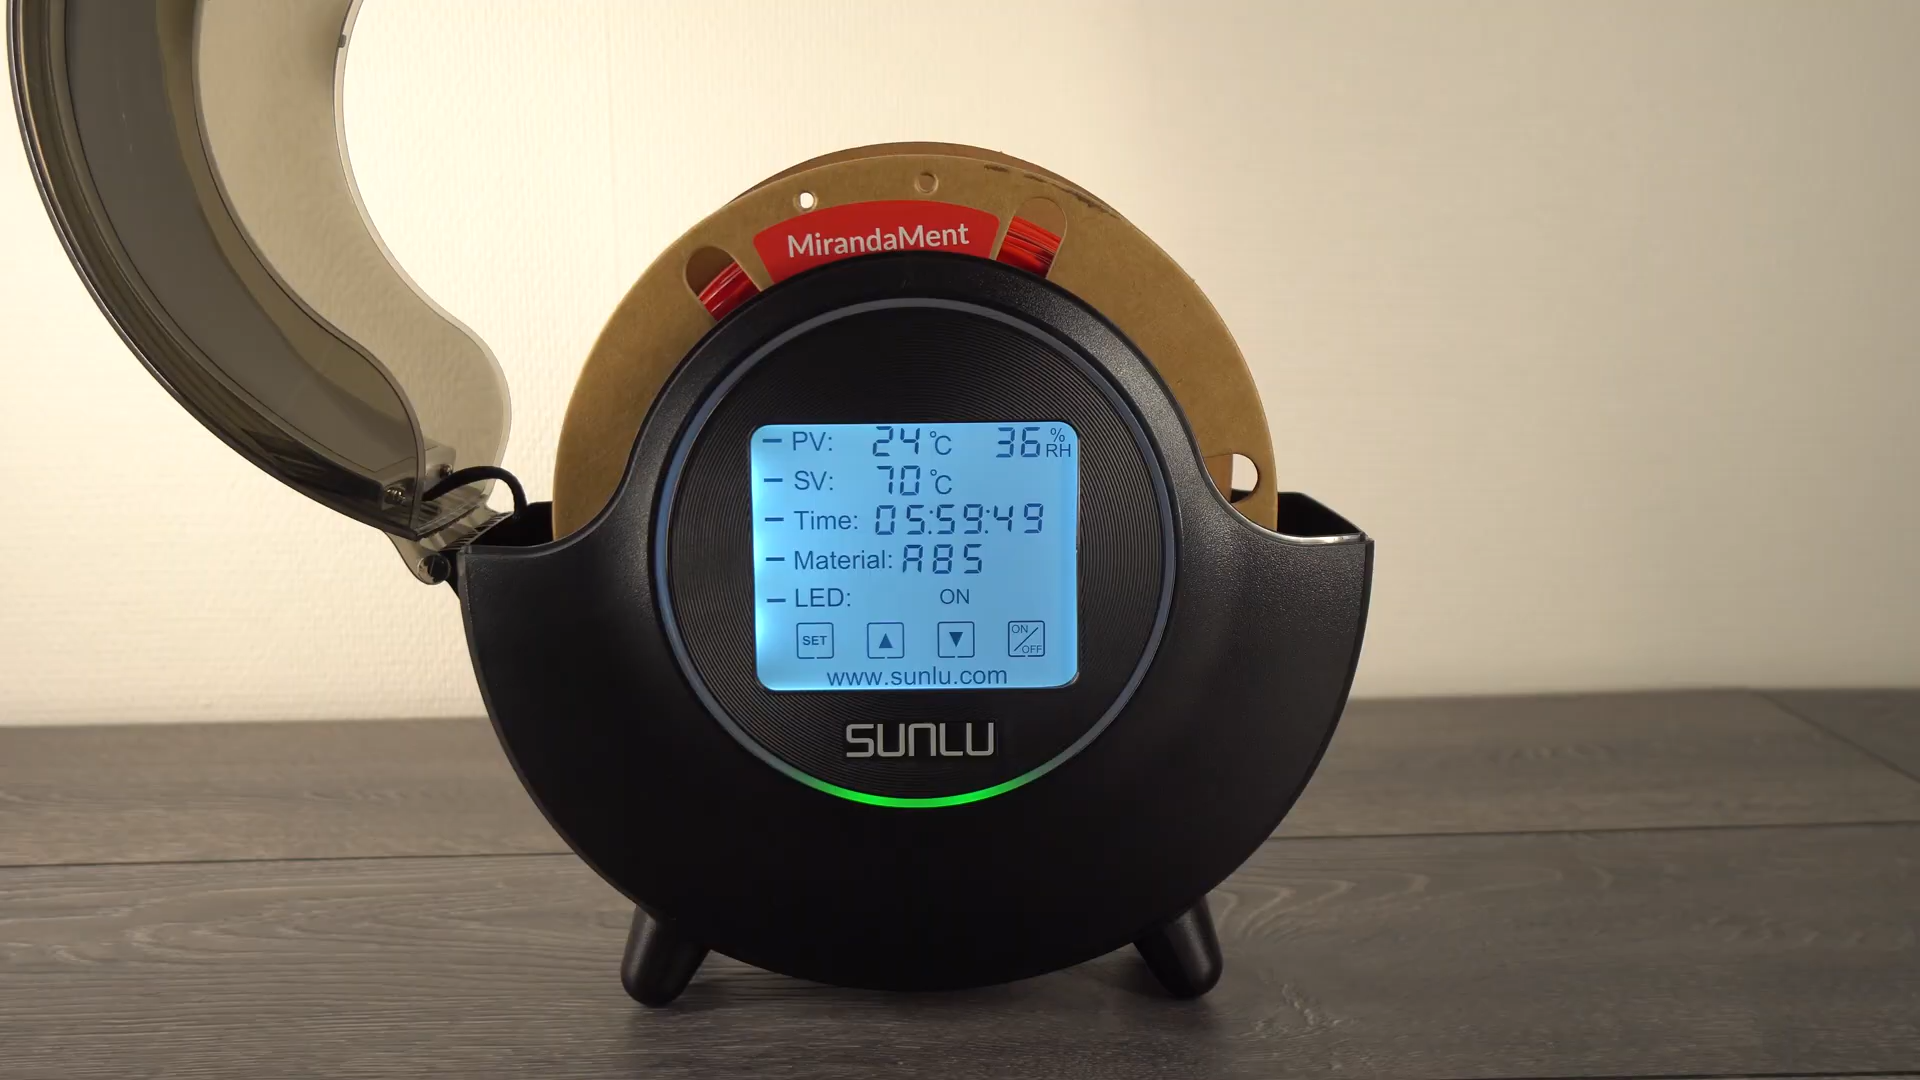 MirandaMent
PV: 24 °C 36 % RH
SV: 70 °C
Time: 05:59:49
Material: ABS
LED: ON
SET ▲ ▼ ON/OFF
www.sunlu.com
SUNLU